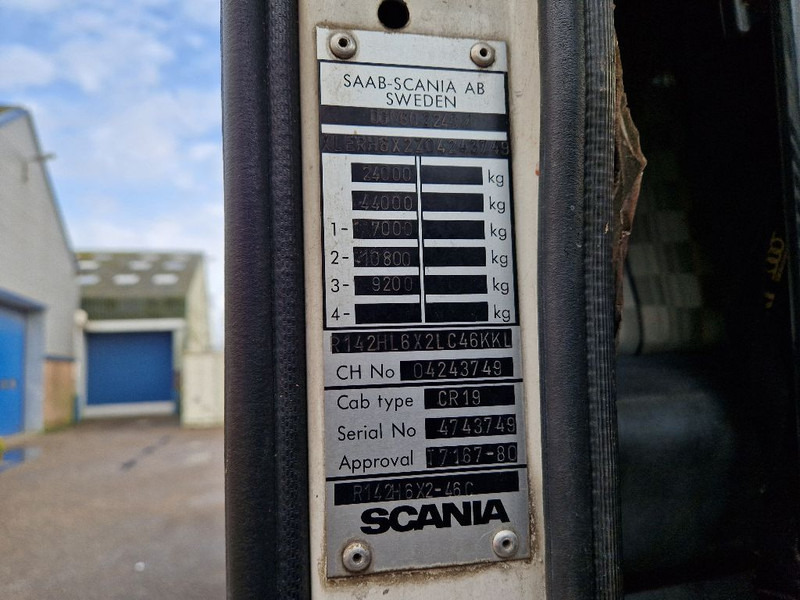 SAAB-SCANIA AB
SWEDEN
24000 kg
44000 kg
1- 7000 kg
2- 10800 kg
3- 9200 kg
4- kg
R142HL6X2LC46KKL
CH No 04243749
Cab type CR19
Serial No 4743749
Approval T7167-80
R142H6X2-46C
SCANIA